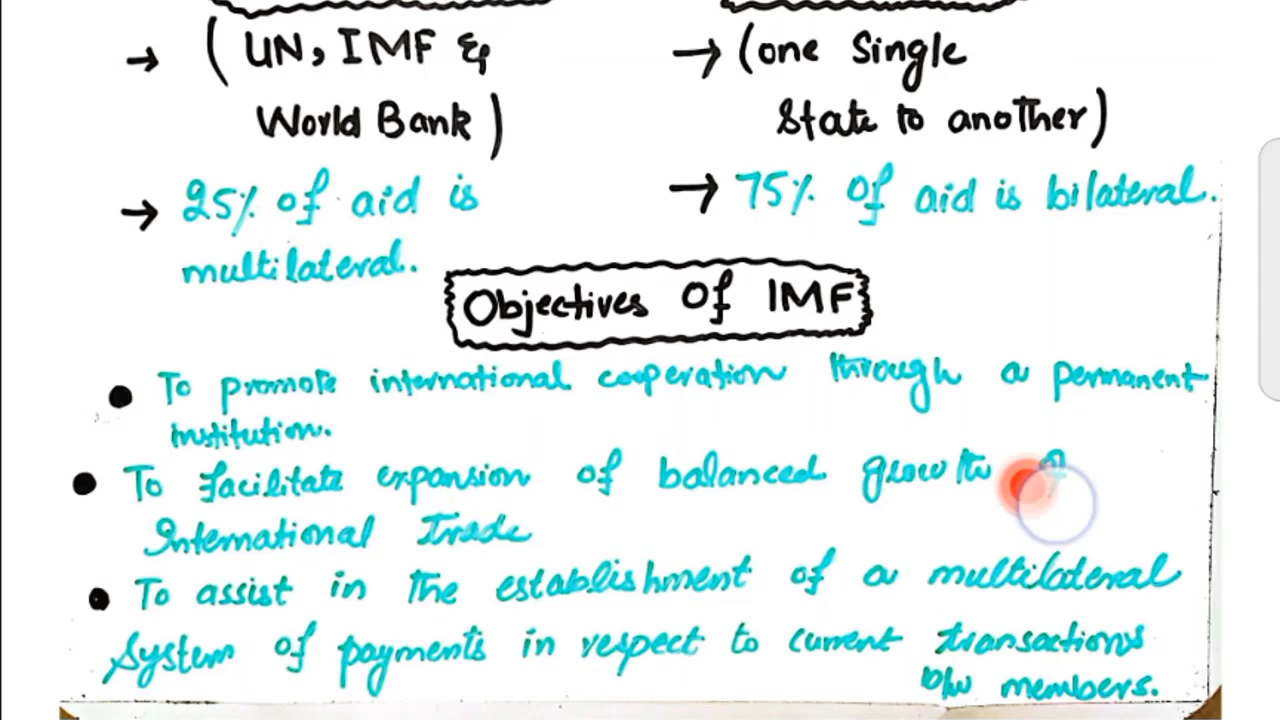 → ( UN, IMF &
World Bank )
→ 25% of aid is
multilateral.
→ (one Single
State to another)
→ 75% of aid is bilateral.
Objectives Of IMF
• To promote international cooperation through a permanent
institution.
• To facilitate expansion of balanced growth
International Trade
• To assist in the establishment of a multilateral
System of payments in respect to current transactions
b/w members.